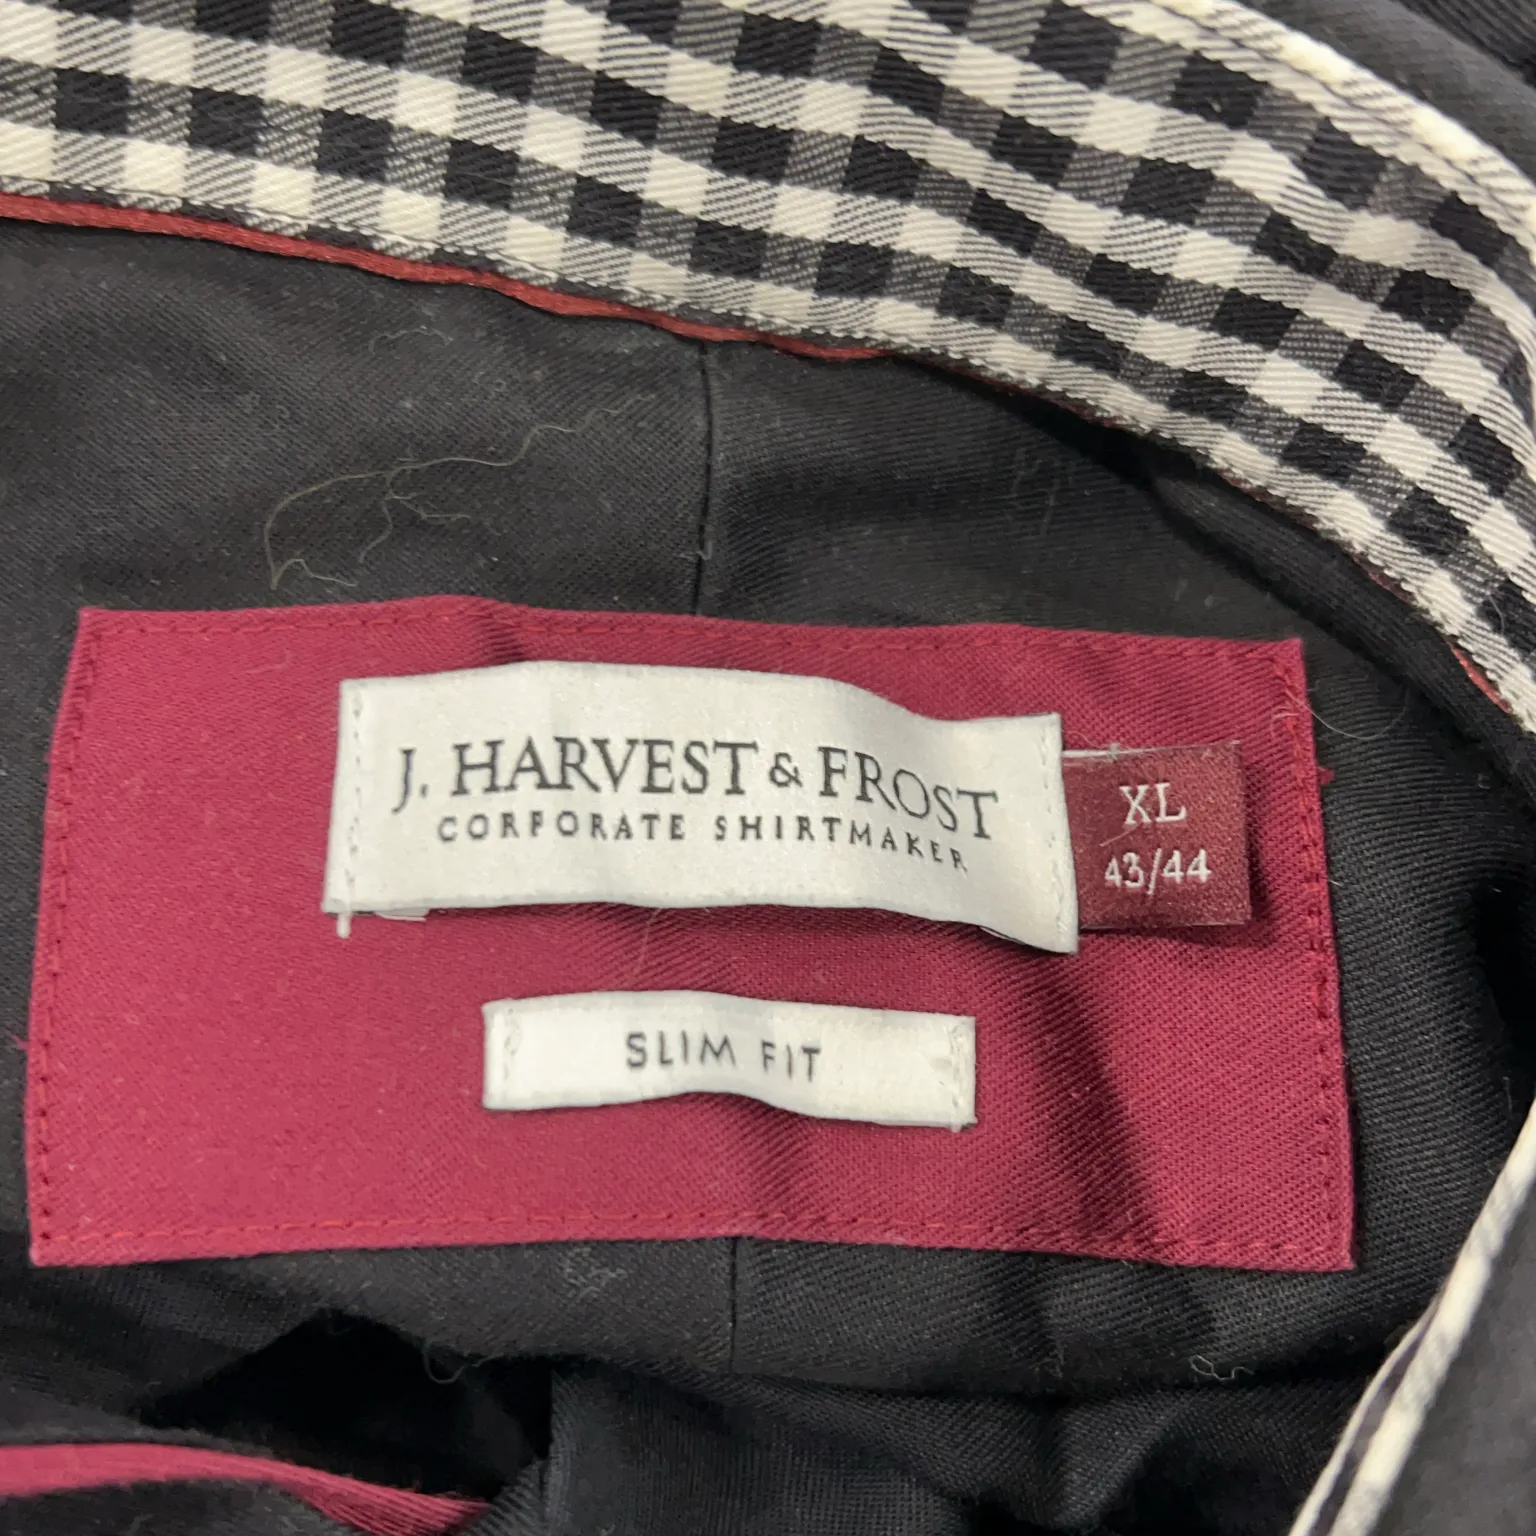 J. HARVEST & FROST
CORPORATE SHIRTMAKER
XL
43/44
SLIM FIT